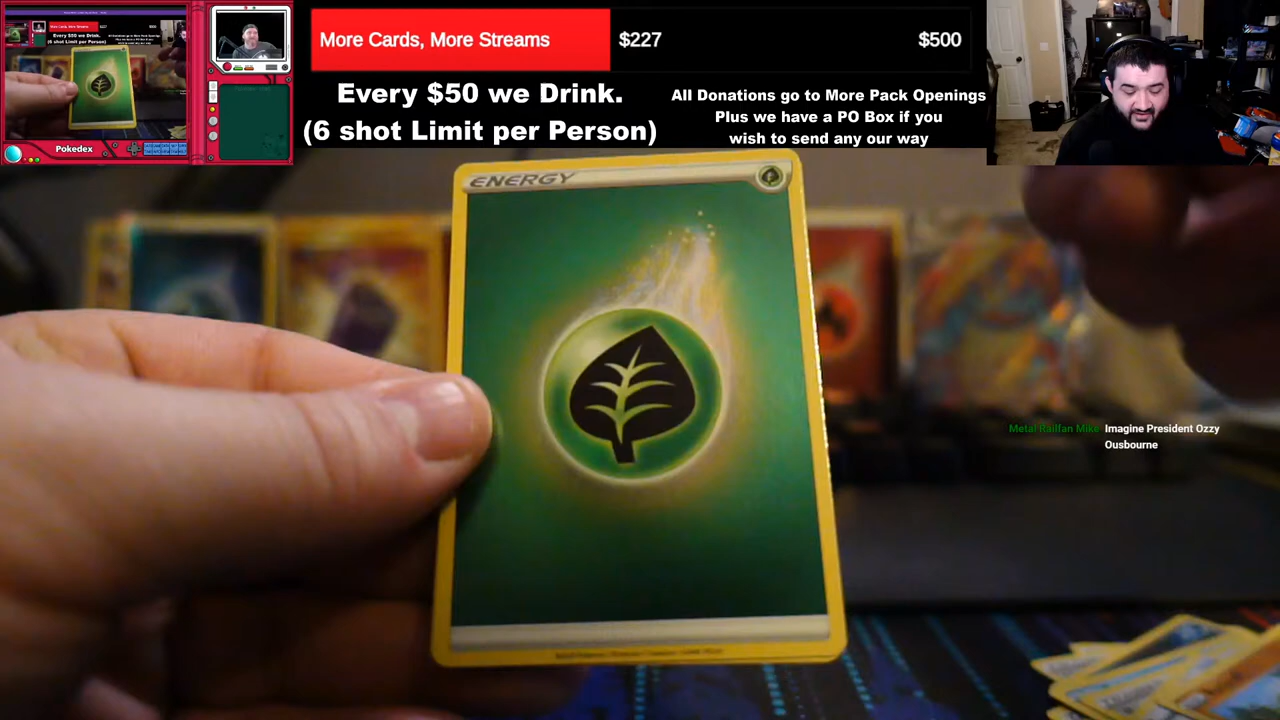 More Cards, More Streams
$227
$500
Every $50 we Drink.
(6 shot Limit per Person)
All Donations go to More Pack Openings
Plus we have a PO Box if you
wish to send any our way
ENERGY
Metal Railfan Mike Imagine President Ozzy
Ousbourne
Pokedex